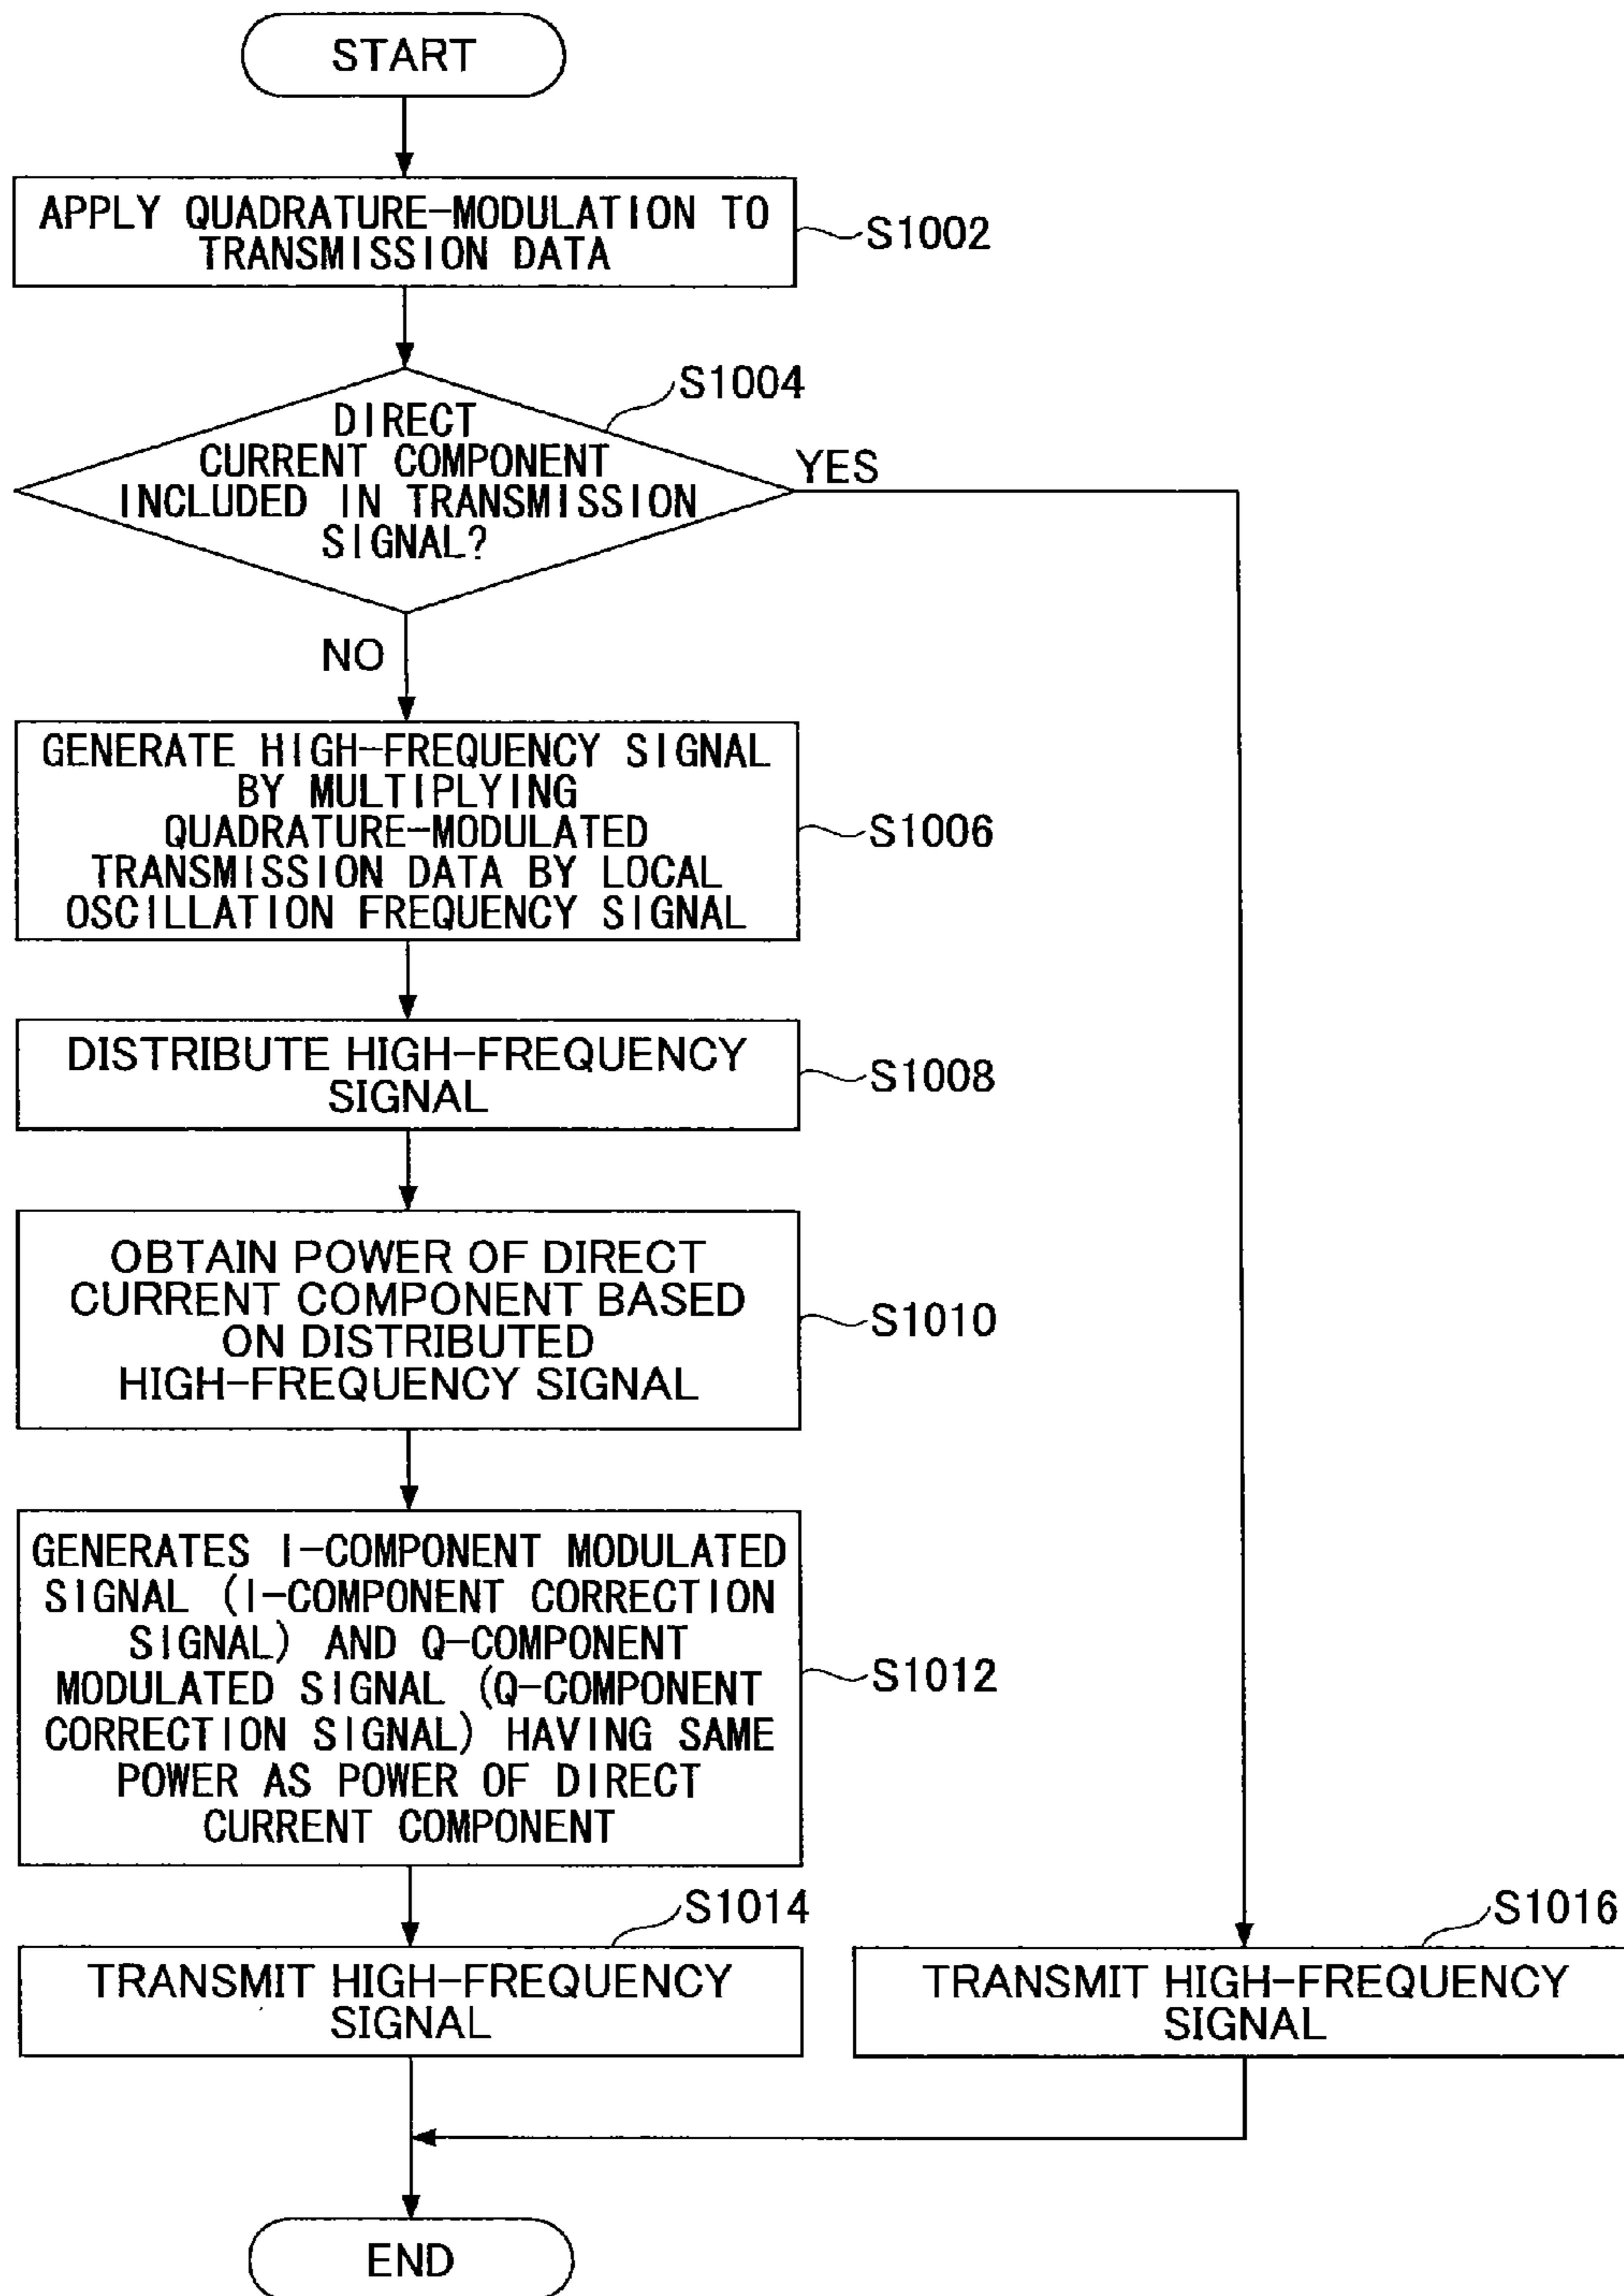 START
APPLY QUADRATURE-MODULATION TO
TRANSMISSION DATA
S1002
S1004
DIRECT
CURRENT COMPONENT
INCLUDED IN TRANSMISSION
SIGNAL?
YES
NO
GENERATE HIGH-FREQUENCY SIGNAL
BY MULTIPLYING
QUADRATURE-MODULATED
TRANSMISSION DATA BY LOCAL
OSCILLATION FREQUENCY SIGNAL
S1006
DISTRIBUTE HIGH-FREQUENCY
SIGNAL
S1008
OBTAIN POWER OF DIRECT
CURRENT COMPONENT BASED
ON DISTRIBUTED
HIGH-FREQUENCY SIGNAL
S1010
GENERATES I-COMPONENT MODULATED
SIGNAL (I-COMPONENT CORRECTION
SIGNAL) AND Q-COMPONENT
MODULATED SIGNAL (Q-COMPONENT
CORRECTION SIGNAL) HAVING SAME
POWER AS POWER OF DIRECT
CURRENT COMPONENT
S1012
S1014
TRANSMIT HIGH-FREQUENCY
SIGNAL
S1016
TRANSMIT HIGH-FREQUENCY
SIGNAL
END